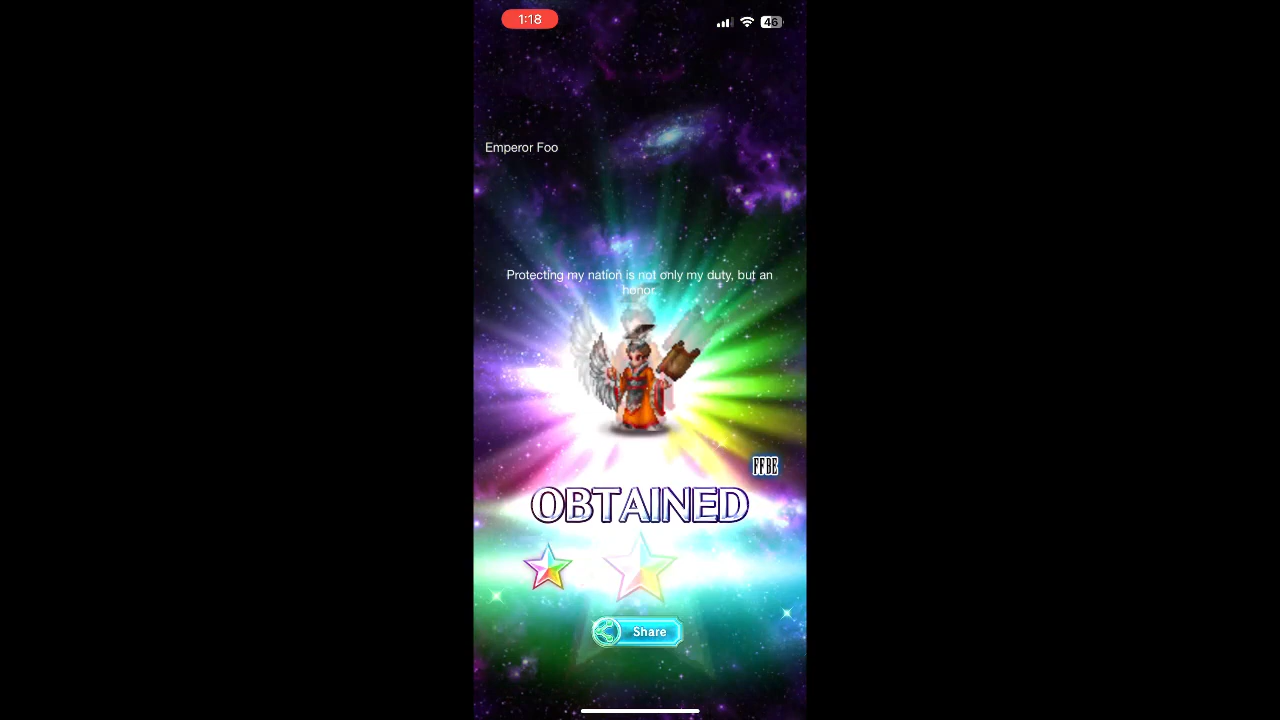 1:18
46
Emperor Foo
Protecting my nation is not only my duty, but an
honor.
FFBE
OBTAINED
Share